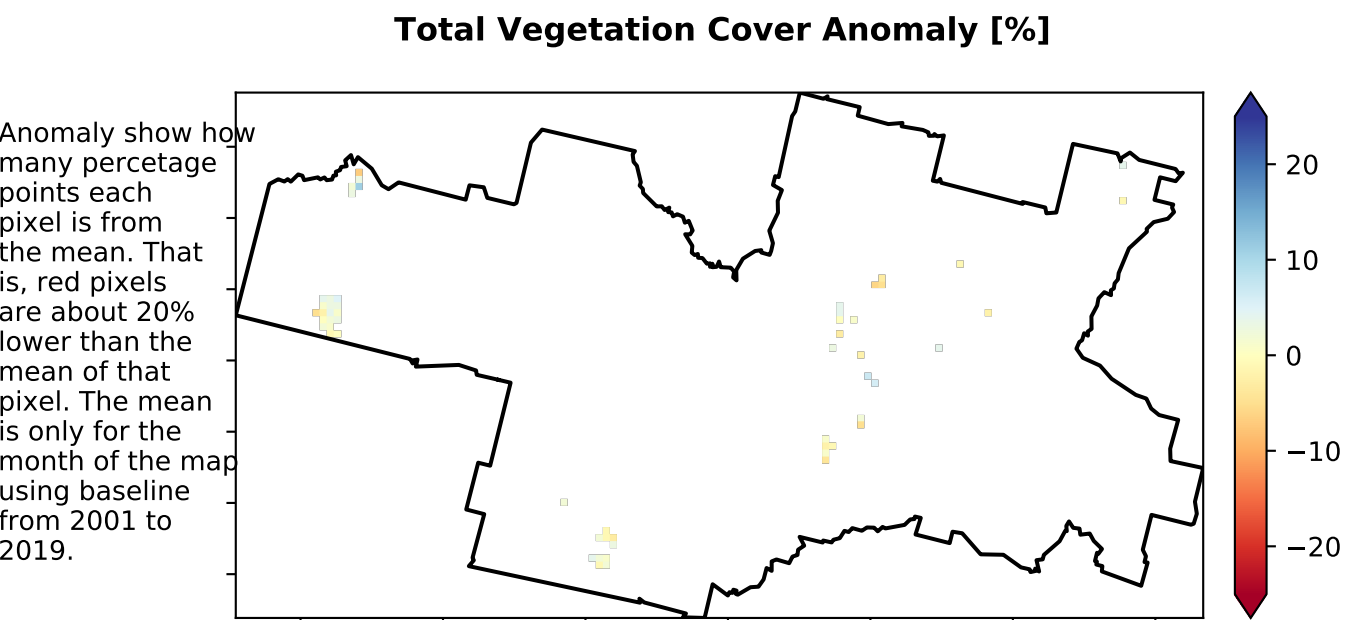 Total Vegetation Cover Anomaly [%]
Anomaly show how
many percetage
points each
pixel is from
the mean. That
is, red pixels
are about 20%
lower than the
mean of that
pixel. The mean
is only for the
month of the map
using baseline
from 2001 to
2019.
20
10
0
−10
−20